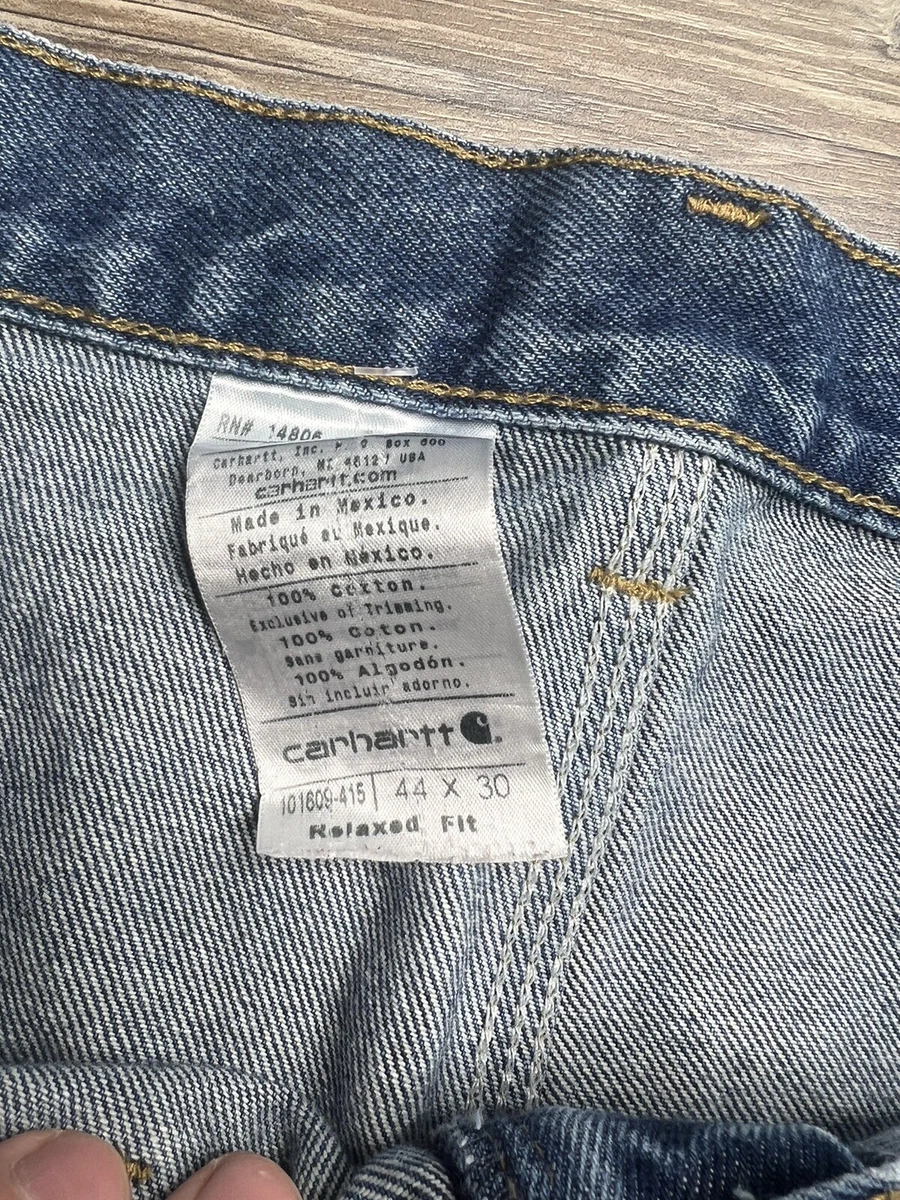 RN# 14806
Carhartt, Inc. P. O Box 600
Dearborn, MI 48121 USA
carhartt.com
Made in Mexico.
Fabriqué au Mexique.
Hecho en México.
100% Cotton.
Exclusive of Trimming.
100% Coton.
Sans garniture.
100% Algodón.
Sin incluir adorno.
carhartt
101609-415 44 X 30
Relaxed Fit